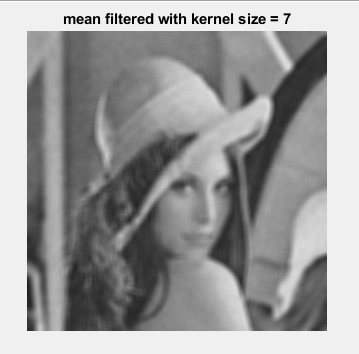 mean filtered with kernel size = 7